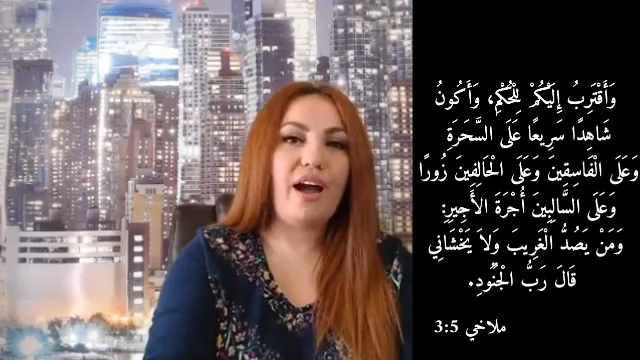 وَأَقْتَرِبُ إِلَيْكُمْ لِلْحُكْمِ، وَأَكُونُ
شَاهِدًا سَرِيعًا عَلَى السَّحَرَةِ
وَعَلَى الْفَاسِقِينَ وَعَلَى الْحَالِفِينَ زُورًا
وَعَلَى السَّالِبِينَ أُجْرَةَ الأَجِيرِ:
وَمَنْ يَصُدُّ الْغَرِيبَ وَلاَ يَخْشَانِي
قَالَ رَبُّ الْجُنُودِ.
ملاخي 3:5